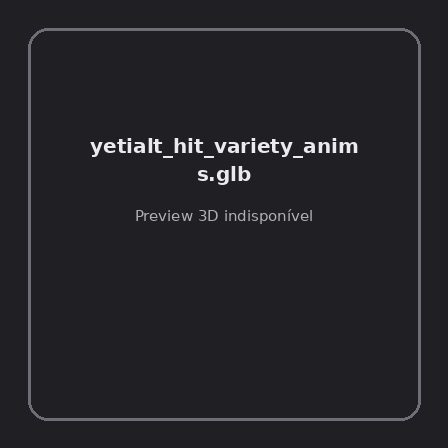 yetialt_hit_variety_anim
s.glb
Preview 3D indisponível